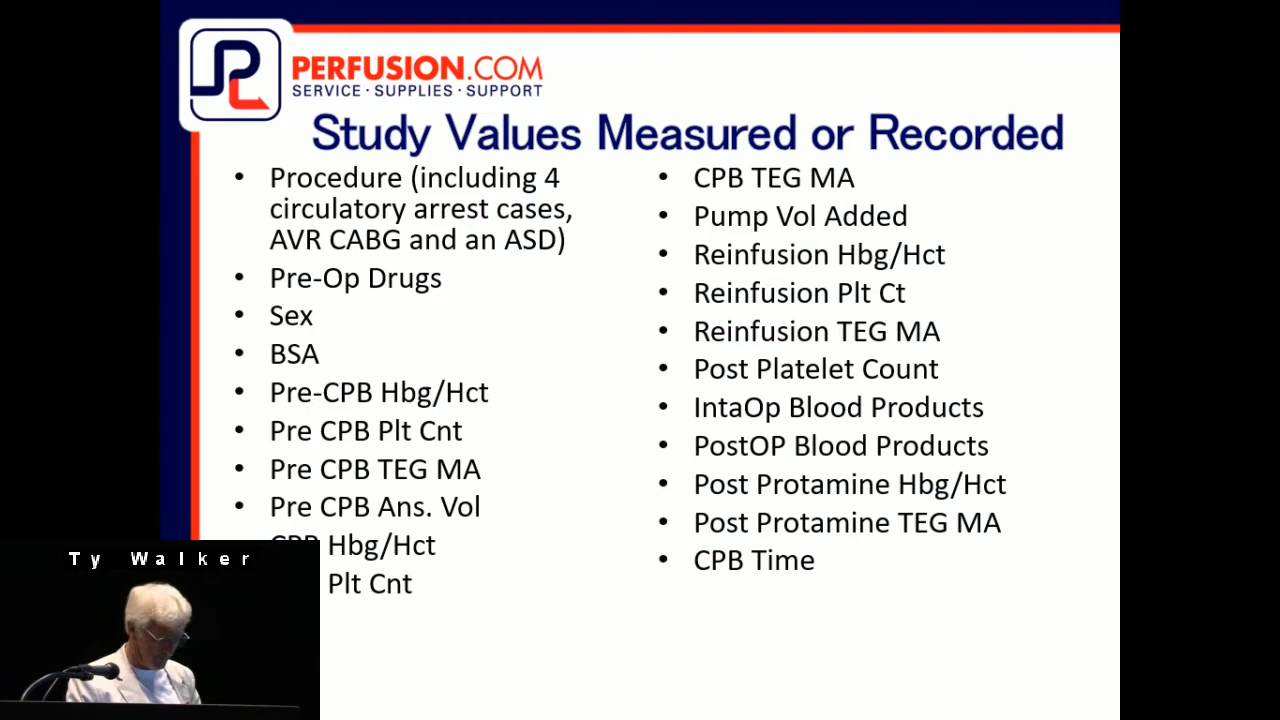 PERFUSION.COM
SERVICE · SUPPLIES · SUPPORT
Study Values Measured or Recorded
• Procedure (including 4
circulatory arrest cases,
AVR CABG and an ASD)
• Pre-Op Drugs
• Sex
• BSA
• Pre-CPB Hbg/Hct
• Pre CPB Plt Cnt
• Pre CPB TEG MA
• Pre CPB Ans. Vol
CPB Hbg/Hct
Plt Cnt
• CPB TEG MA
• Pump Vol Added
• Reinfusion Hbg/Hct
• Reinfusion Plt Ct
• Reinfusion TEG MA
• Post Platelet Count
• IntaOp Blood Products
• PostOP Blood Products
• Post Protamine Hbg/Hct
• Post Protamine TEG MA
• CPB Time
Ty Walker